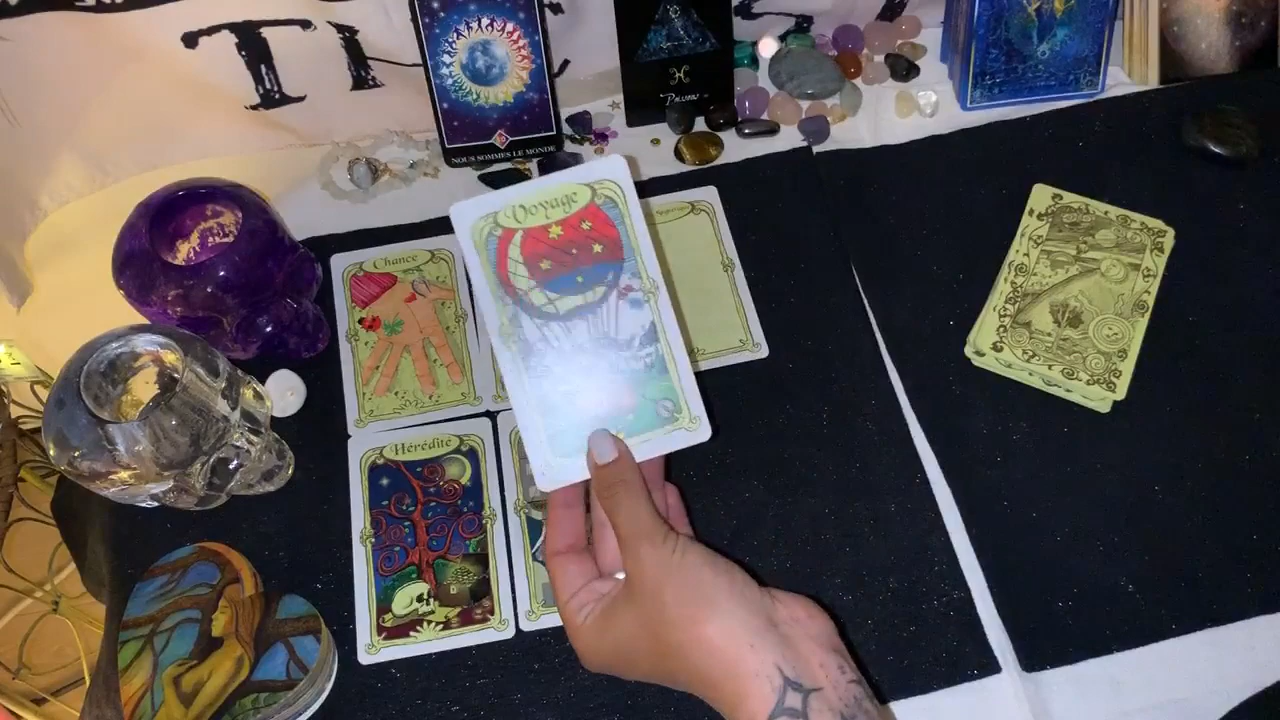 TH
NOUS SOMMES LE MONDE
Poissons
Voyage
Chance
Hérédité